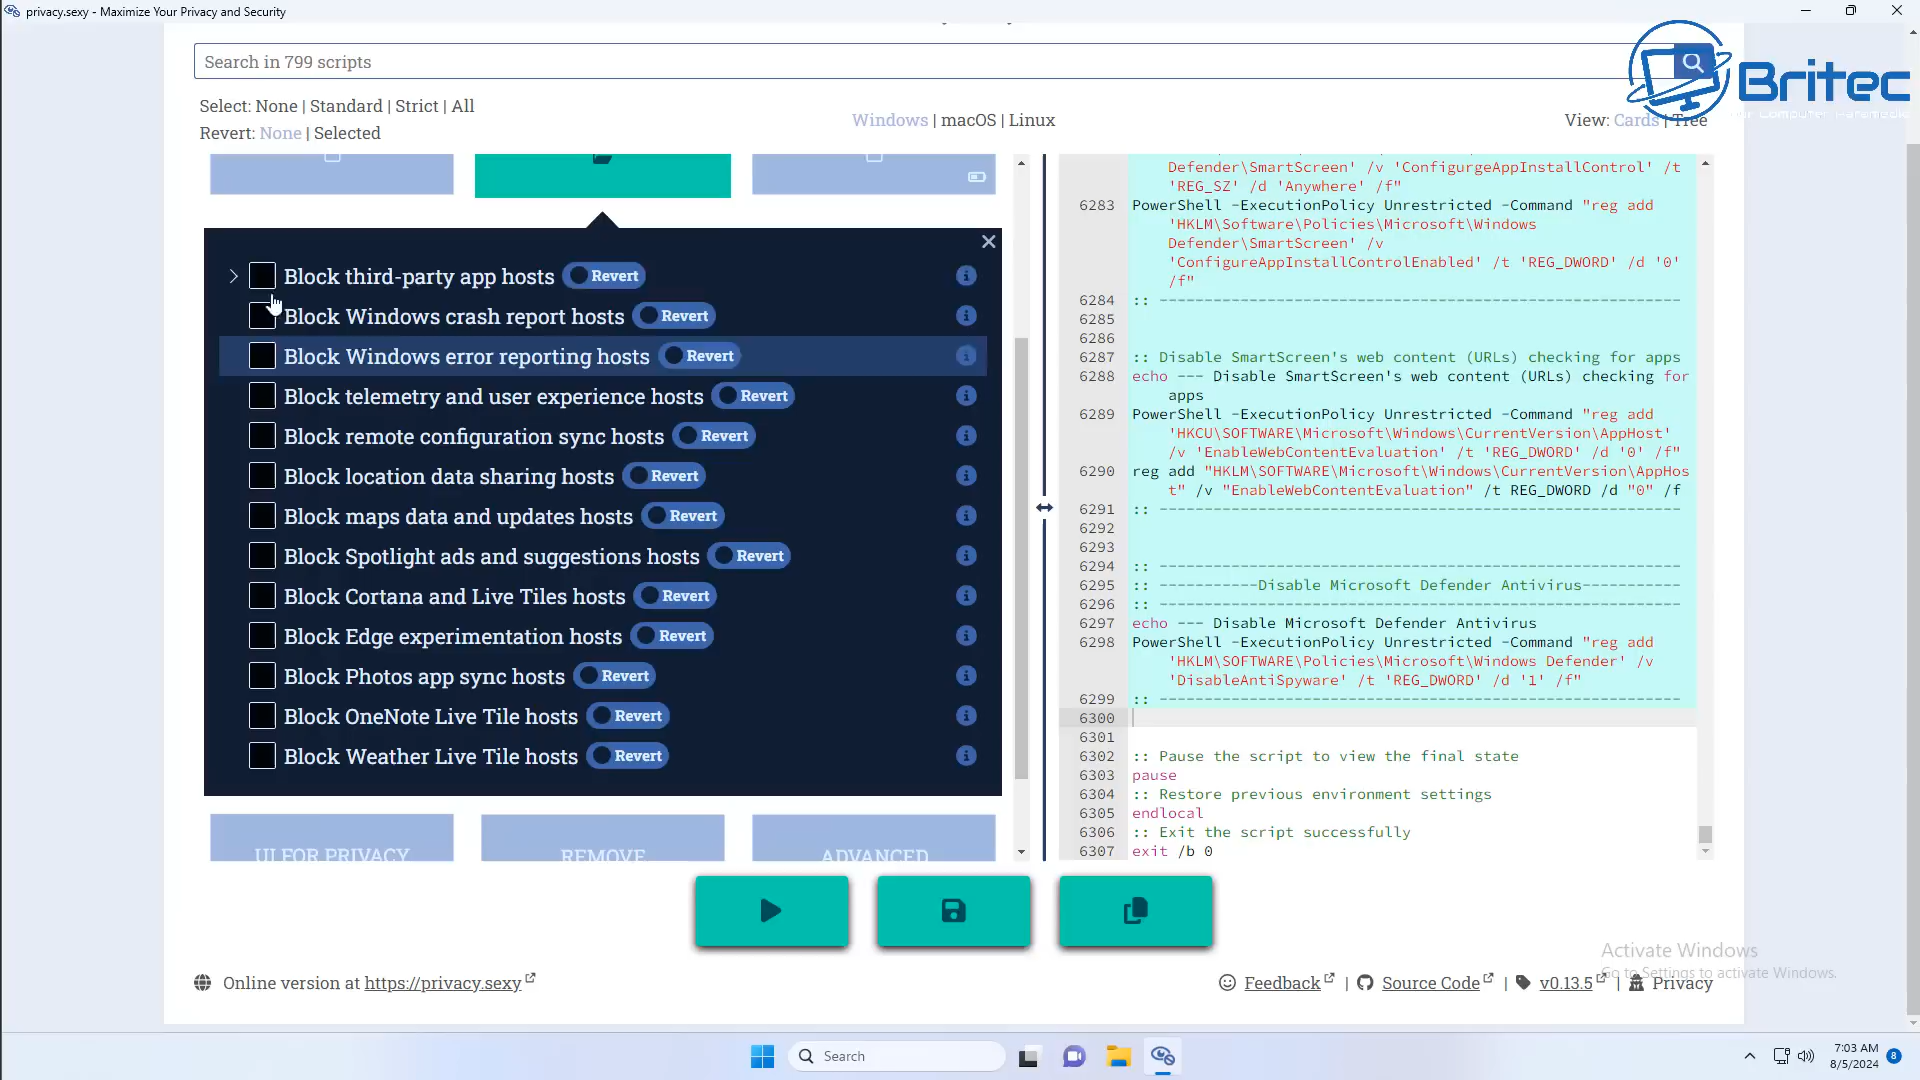 privacy.sexy - Maximize Your Privacy and Security
Search in 799 scripts
Britec
Select: None | Standard | Strict | All
Revert: None | Selected
Windows | macOS | Linux
View: Cards | Tree
Block third-party app hosts Revert
Block Windows crash report hosts Revert
Block Windows error reporting hosts Revert
Block telemetry and user experience hosts Revert
Block remote configuration sync hosts Revert
Block location data sharing hosts Revert
Block maps data and updates hosts Revert
Block Spotlight ads and suggestions hosts Revert
Block Cortana and Live Tiles hosts Revert
Block Edge experimentation hosts Revert
Block Photos app sync hosts Revert
Block OneNote Live Tile hosts Revert
Block Weather Live Tile hosts Revert
UI FOR PRIVACY
REMOVE
ADVANCED
Defender\SmartScreen' /v 'ConfigurgeAppInstallControl' /t
'REG_SZ' /d 'Anywhere' /f"
6283 PowerShell -ExecutionPolicy Unrestricted -Command "reg add
'HKLM\Software\Policies\Microsoft\Windows
Defender\SmartScreen' /v
'ConfigureAppInstallControlEnabled' /t 'REG_DWORD' /d '0'
/f"
6284 :: ----------------------------------------------------------
6285
6286
6287 :: Disable SmartScreen's web content (URLs) checking for apps
6288 echo --- Disable SmartScreen's web content (URLs) checking for
apps
6289 PowerShell -ExecutionPolicy Unrestricted -Command "reg add
'HKCU\SOFTWARE\Microsoft\Windows\CurrentVersion\AppHost'
/v 'EnableWebContentEvaluation' /t 'REG_DWORD' /d '0' /f"
6290 reg add "HKLM\SOFTWARE\Microsoft\Windows\CurrentVersion\AppHos
t" /v "EnableWebContentEvaluation" /t REG_DWORD /d "0" /f
6291 :: ----------------------------------------------------------
6292
6293
6294 :: ----------------------------------------------------------
6295 :: -----------Disable Microsoft Defender Antivirus-----------
6296 :: ----------------------------------------------------------
6297 echo --- Disable Microsoft Defender Antivirus
6298 PowerShell -ExecutionPolicy Unrestricted -Command "reg add
'HKLM\SOFTWARE\Policies\Microsoft\Windows Defender' /v
'DisableAntiSpyware' /t 'REG_DWORD' /d '1' /f"
6299 :: ----------------------------------------------------------
6300
6301
6302 :: Pause the script to view the final state
6303 pause
6304 :: Restore previous environment settings
6305 endlocal
6306 :: Exit the script successfully
6307 exit /b 0
Activate Windows
Go to Settings to activate Windows.
Online version at https://privacy.sexy
Feedback | Source Code | v0.13.5 | Privacy
Search
7:03 AM
8/5/2024
8